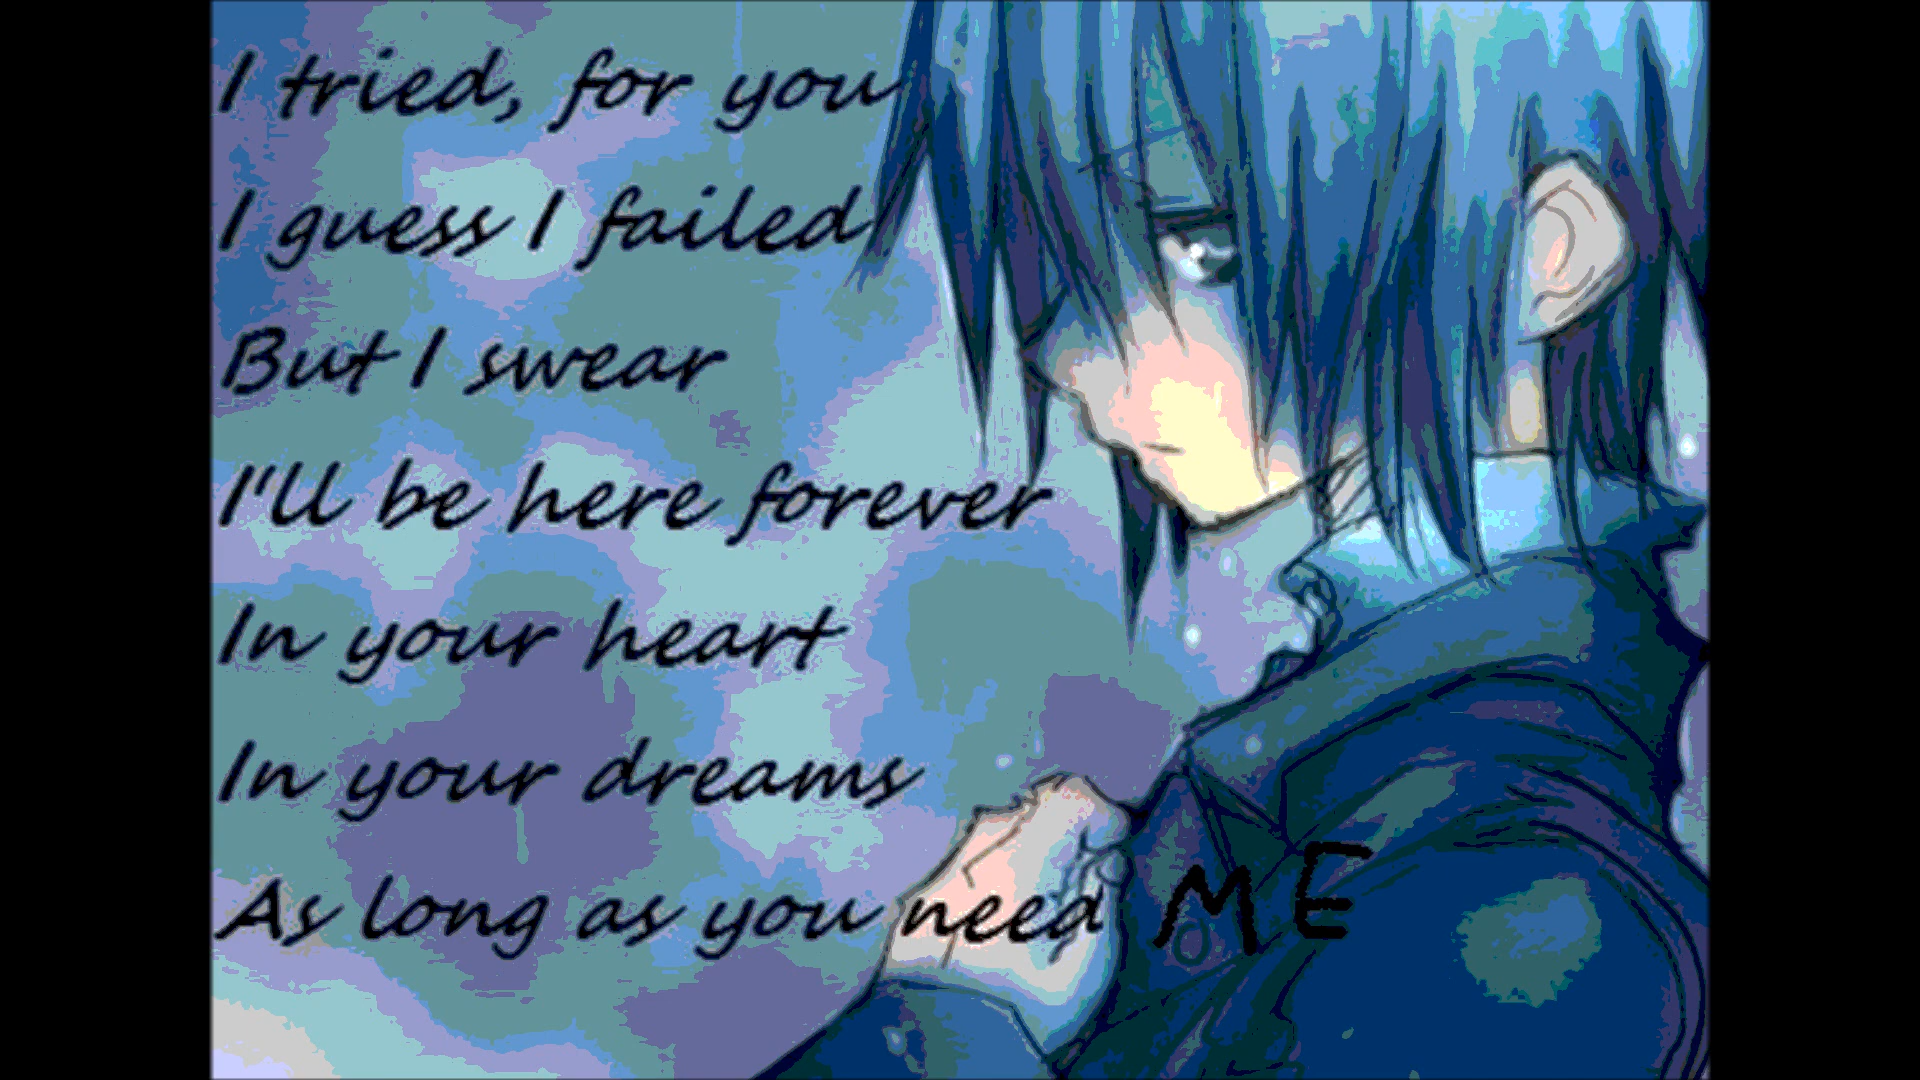 I tried, for you
I guess I failed
But I swear
I'll be here forever
In your heart
In your dreams
As long as you need ME